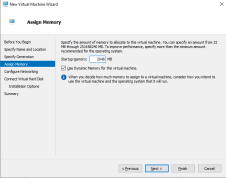 New Virtual Machine Wizard
Assign Memory
Before You Begin
Specify Name and Location
Specify Generation
Assign Memory
Configure Networking
Connect Virtual Hard Disk
Installation Options
Summary
Specify the amount of memory to allocate to the virtual machine. You can specify an amount from 32
MB through 251658240 MB. To improve performance, specify more than the minimum amount
recommended for the operating system.
Startup memory: 2048 MB
Use Dynamic Memory for this virtual machine.
When you decide how much memory to assign to a virtual machine, consider how you intend to
use the virtual machine and the operating system that it will run.
< Previous
Next >
Finish
Cancel